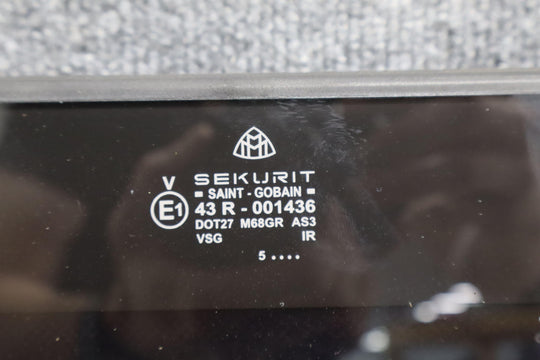 SEKURIT
SAINT - GOBAIN
V
E1
43 R - 001436
DOT27 M68GR AS3
VSG IR
5 ....